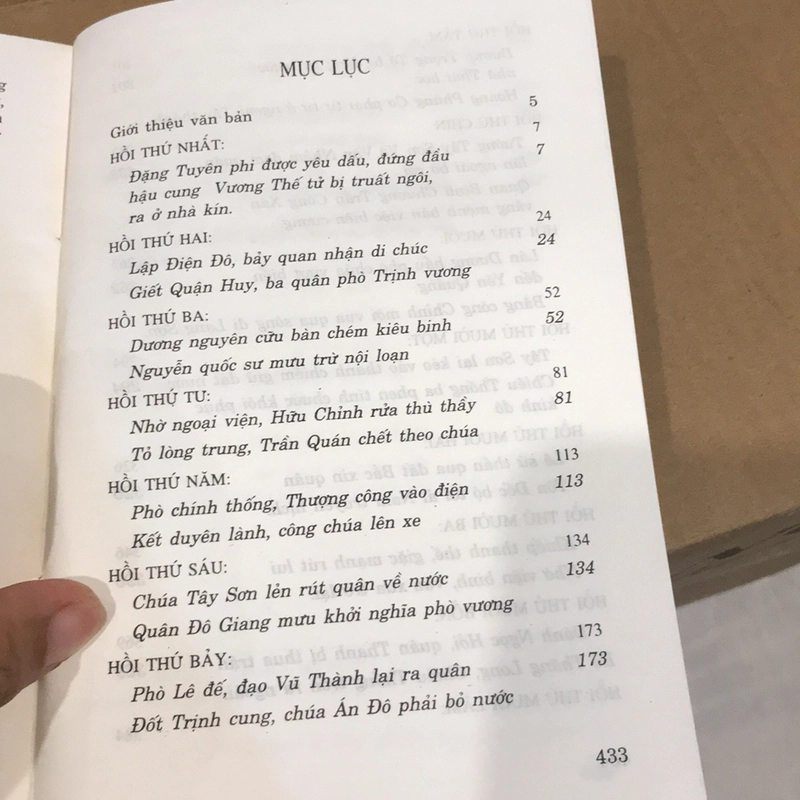 MỤC LỤC
Giới thiệu văn bản 5
HỒI THỨ NHẤT: 7
Đặng Tuyên phi được yêu dấu, đứng đầu 7
hậu cung Vương Thế tử bị truất ngôi,
ra ở nhà kín.
HỒI THỨ HAI: 24
Lập Điện Đô, bảy quan nhận di chúc 24
Giết Quận Huy, ba quân phò Trịnh vương
HỒI THỨ BA: 52
Dương nguyên cữu bàn chém kiêu binh 52
Nguyễn quốc sư mưu trừ nội loạn
HỒI THỨ TƯ: 81
Nhờ ngoại viện, Hữu Chỉnh rửa thù thầy 81
Tỏ lòng trung, Trần Quán chết theo chúa
HỒI THỨ NĂM: 113
Phò chính thống, Thượng công vào điện 113
Kết duyên lành, công chúa lên xe
HỒI THỨ SÁU: 134
Chúa Tây Sơn lẻn rút quân về nước 134
Quân Đô Giang mưu khởi nghĩa phò vương
HỒI THỨ BẢY: 173
Phò Lê đế, đạo Vũ Thành lại ra quân 173
Đốt Trịnh cung, chúa Án Đô phải bỏ nước
433